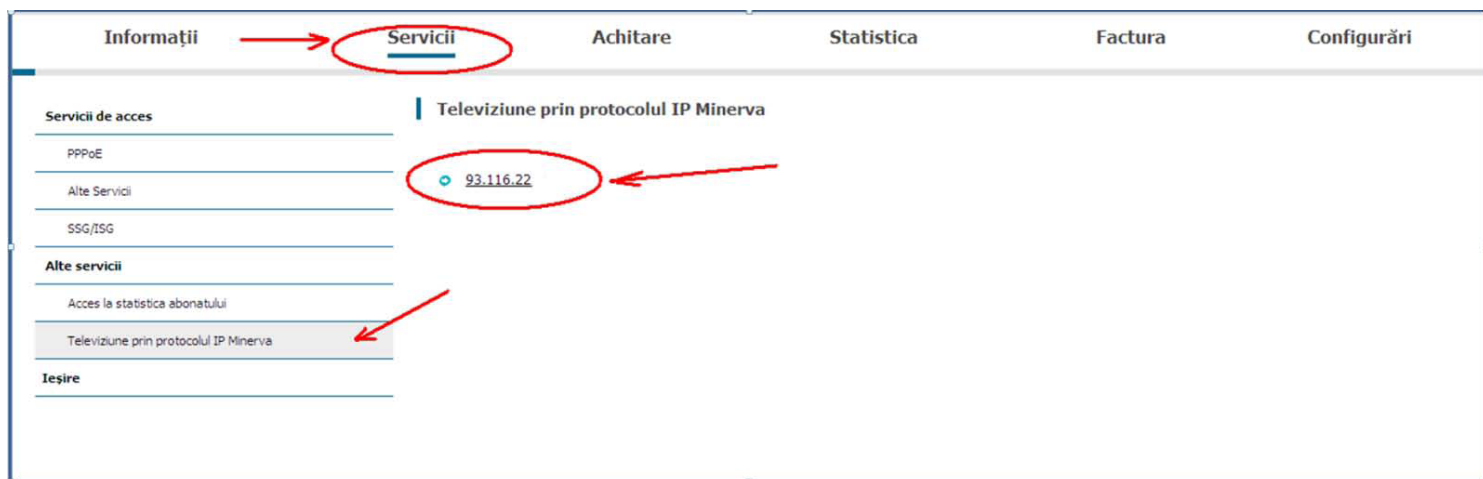 Informații Servicii Achitare Statistica Factura Configurări
Servicii de acces
PPPoE
Alte Servicii
SSG/ISG
Alte servicii
Acces la statistica abonatului
Televiziune prin protocolul IP Minerva
Ieșire
Televiziune prin protocolul IP Minerva
93.116.22